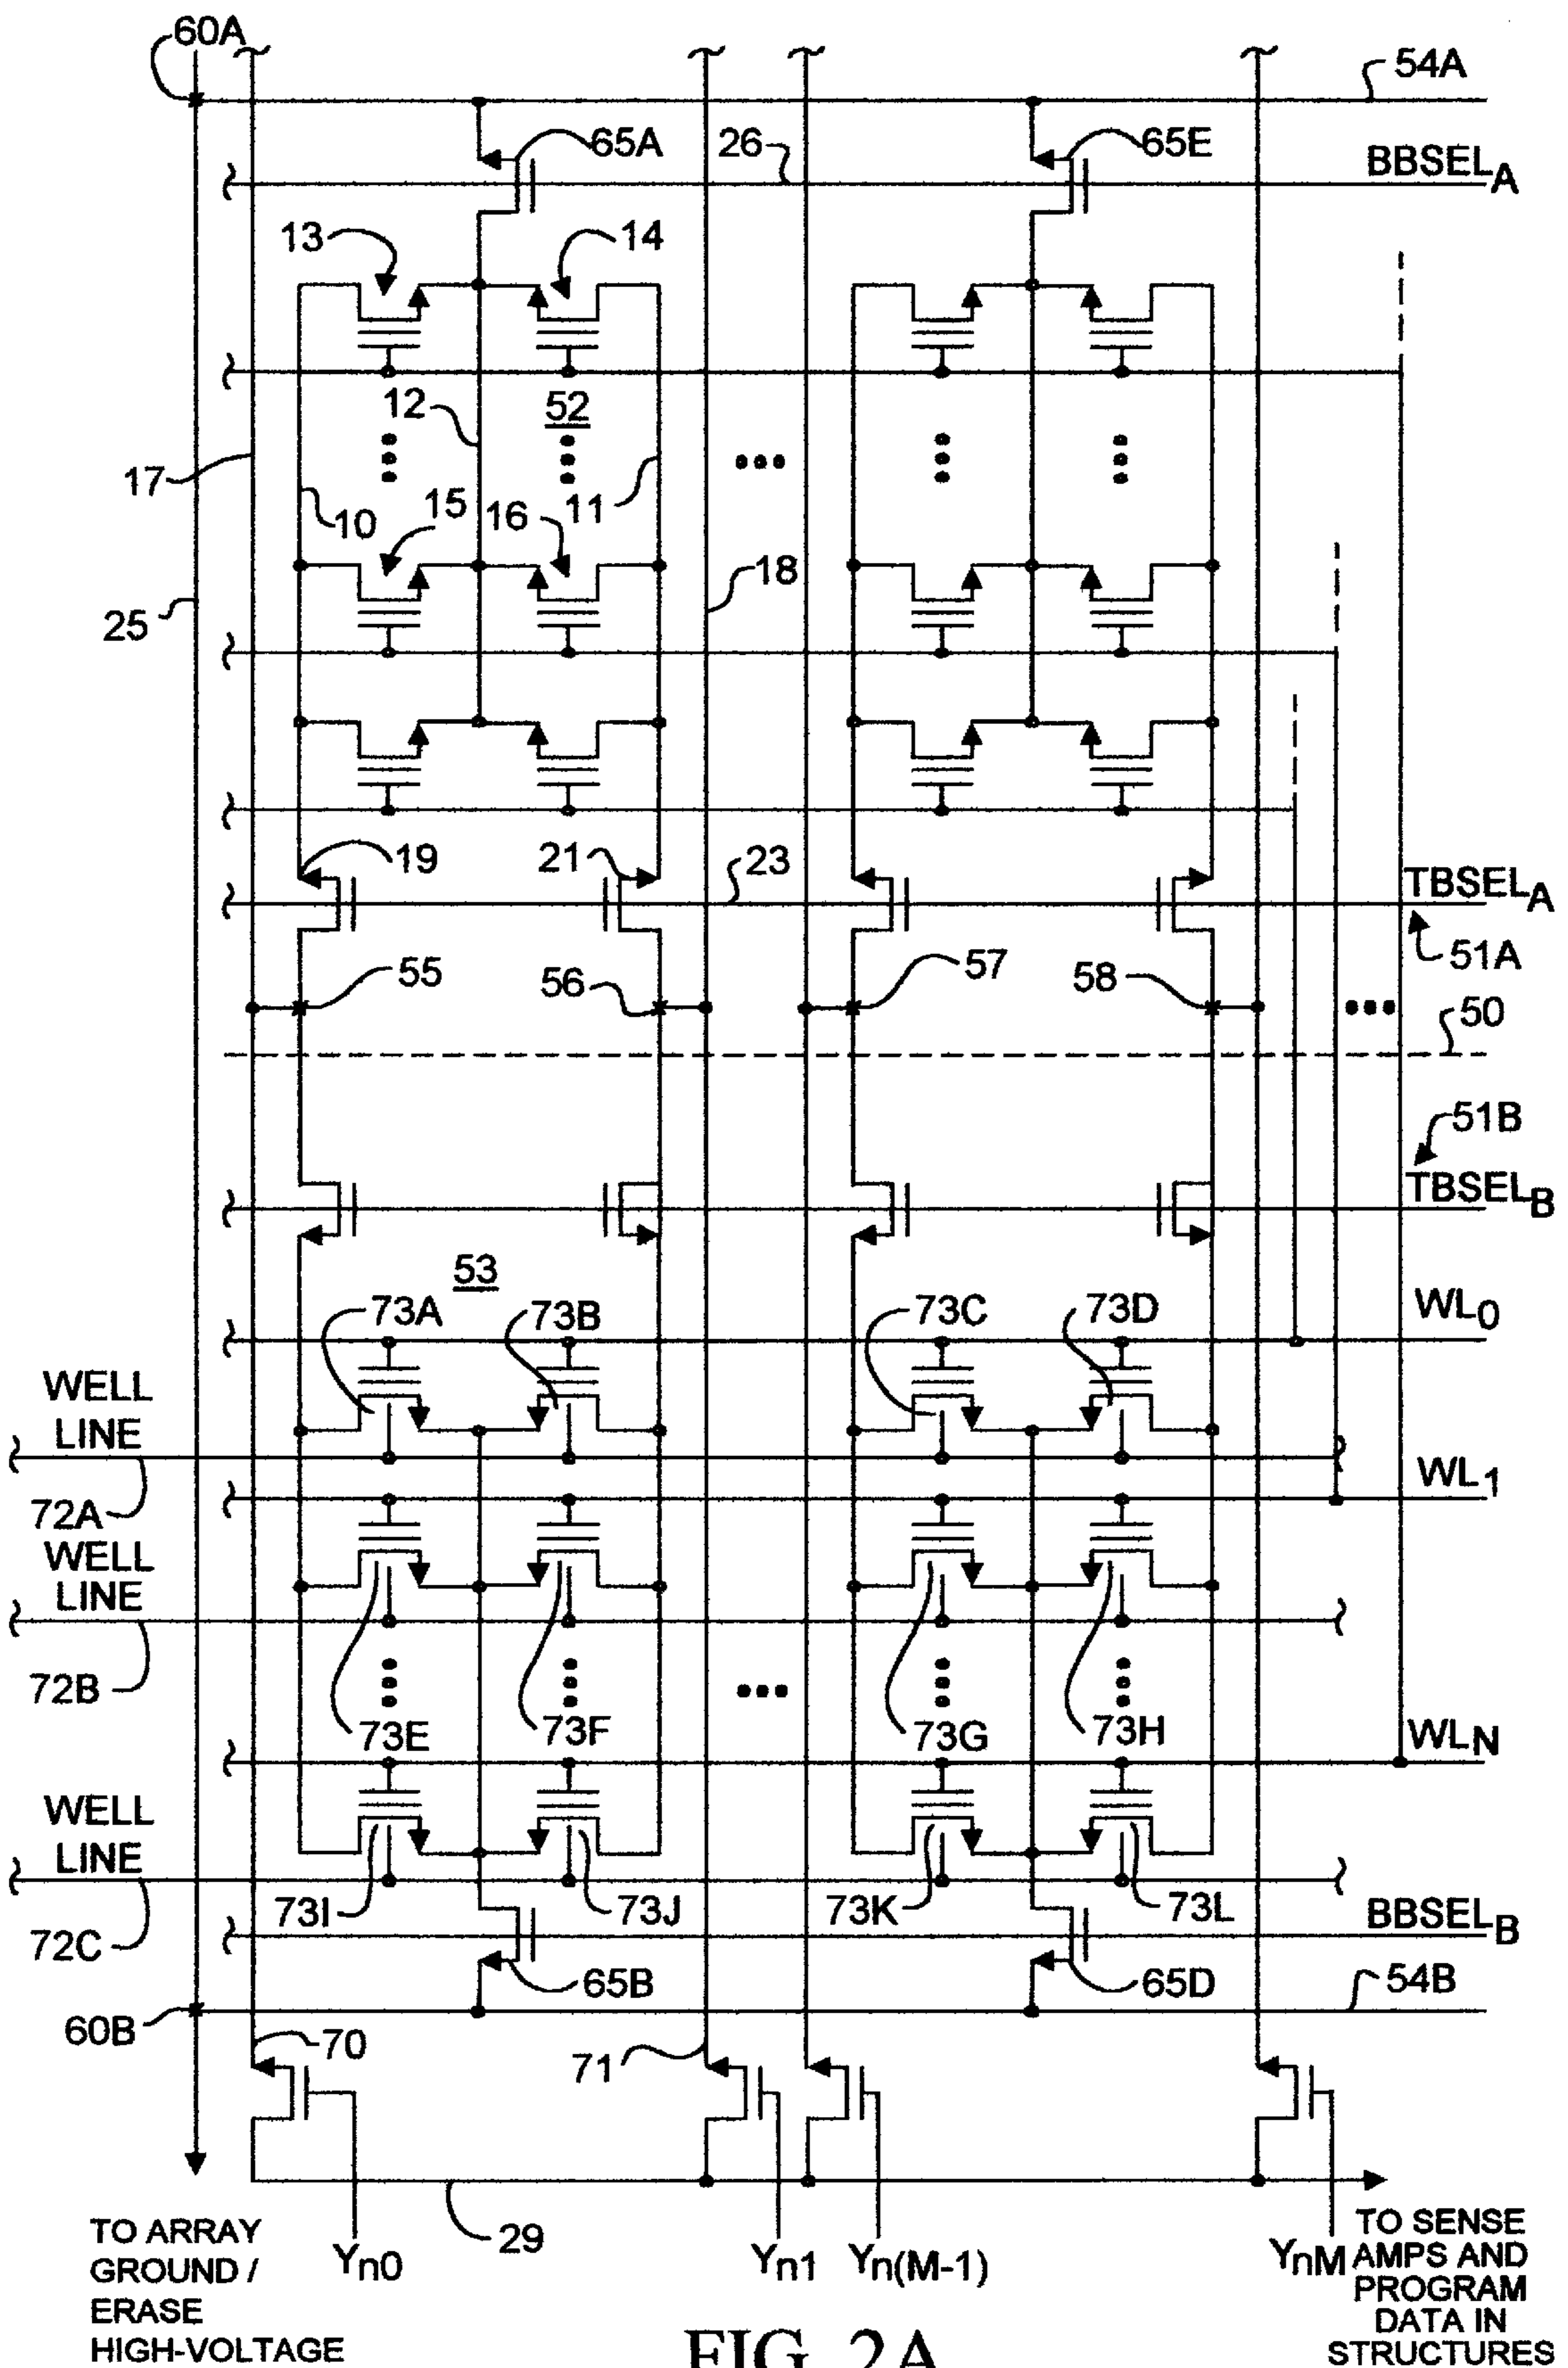 60A
54A
65A
26
65E
BBSELA
13
14
12
52
17
10
15
16
11
25
18
19
21
23
TBSELA
51A
55
56
57
58
50
51B
TBSELB
53
73A
73B
73C
73D
WL0
WELL
LINE
72A
WL1
WELL
LINE
72B
73E
73F
73G
73H
WLN
WELL
LINE
72C
73I
73J
73K
73L
BBSELB
65B
65D
54B
60B
70
71
TO ARRAY
GROUND /
ERASE
HIGH-VOLTAGE
Yn0
29
Yn1
Yn(M-1)
YnM
TO SENSE
AMPS AND
PROGRAM
DATA IN
STRUCTURES
FIG. 2A